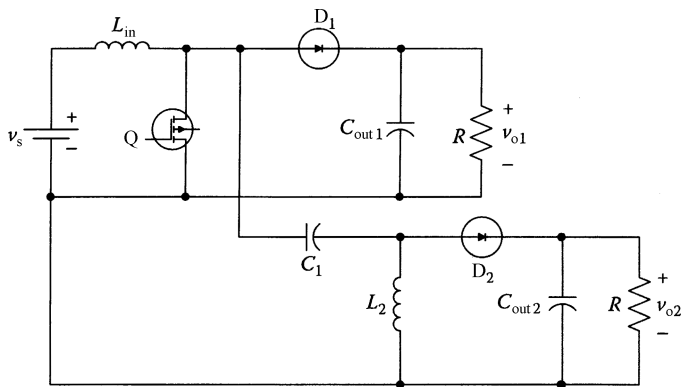 L_in
D_1
v_s
+
−
Q
C_out 1
R
+
v_o1
−
C_1
D_2
L_2
C_out 2
R
+
v_o2
−